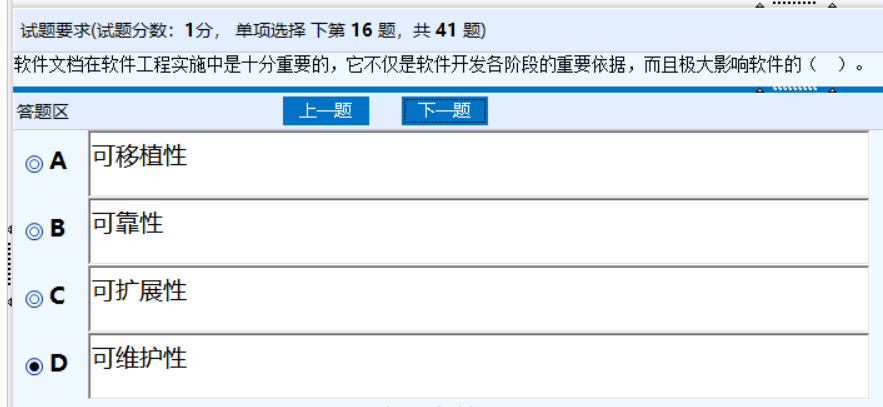 试题要求(试题分数：1分， 单项选择 下第 16 题，共 41 题)
软件文档在软件工程实施中是十分重要的，它不仅是软件开发各阶段的重要依据，而且极大影响软件的（ ）。
答题区 上一题 下一题
A 可移植性
B 可靠性
C 可扩展性
D 可维护性